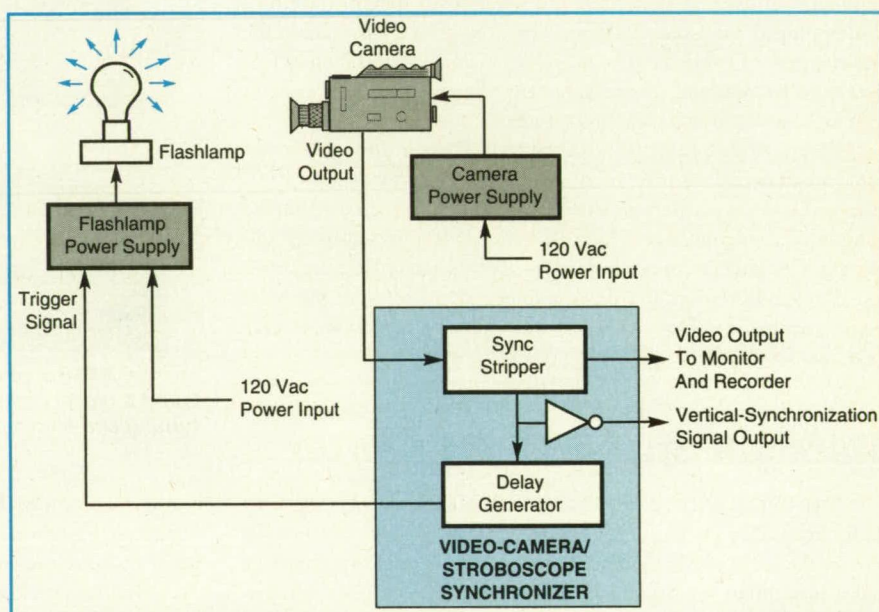 Video
Camera
Flashlamp
Video
Output
Camera
Power Supply
Flashlamp
Power Supply
120 Vac
Power Input
Trigger
Signal
Sync
Stripper
Video Output
To Monitor
And Recorder
120 Vac
Power Input
Vertical-Synchronization
Signal Output
Delay
Generator
VIDEO-CAMERA/
STROBOSCOPE
SYNCHRONIZER